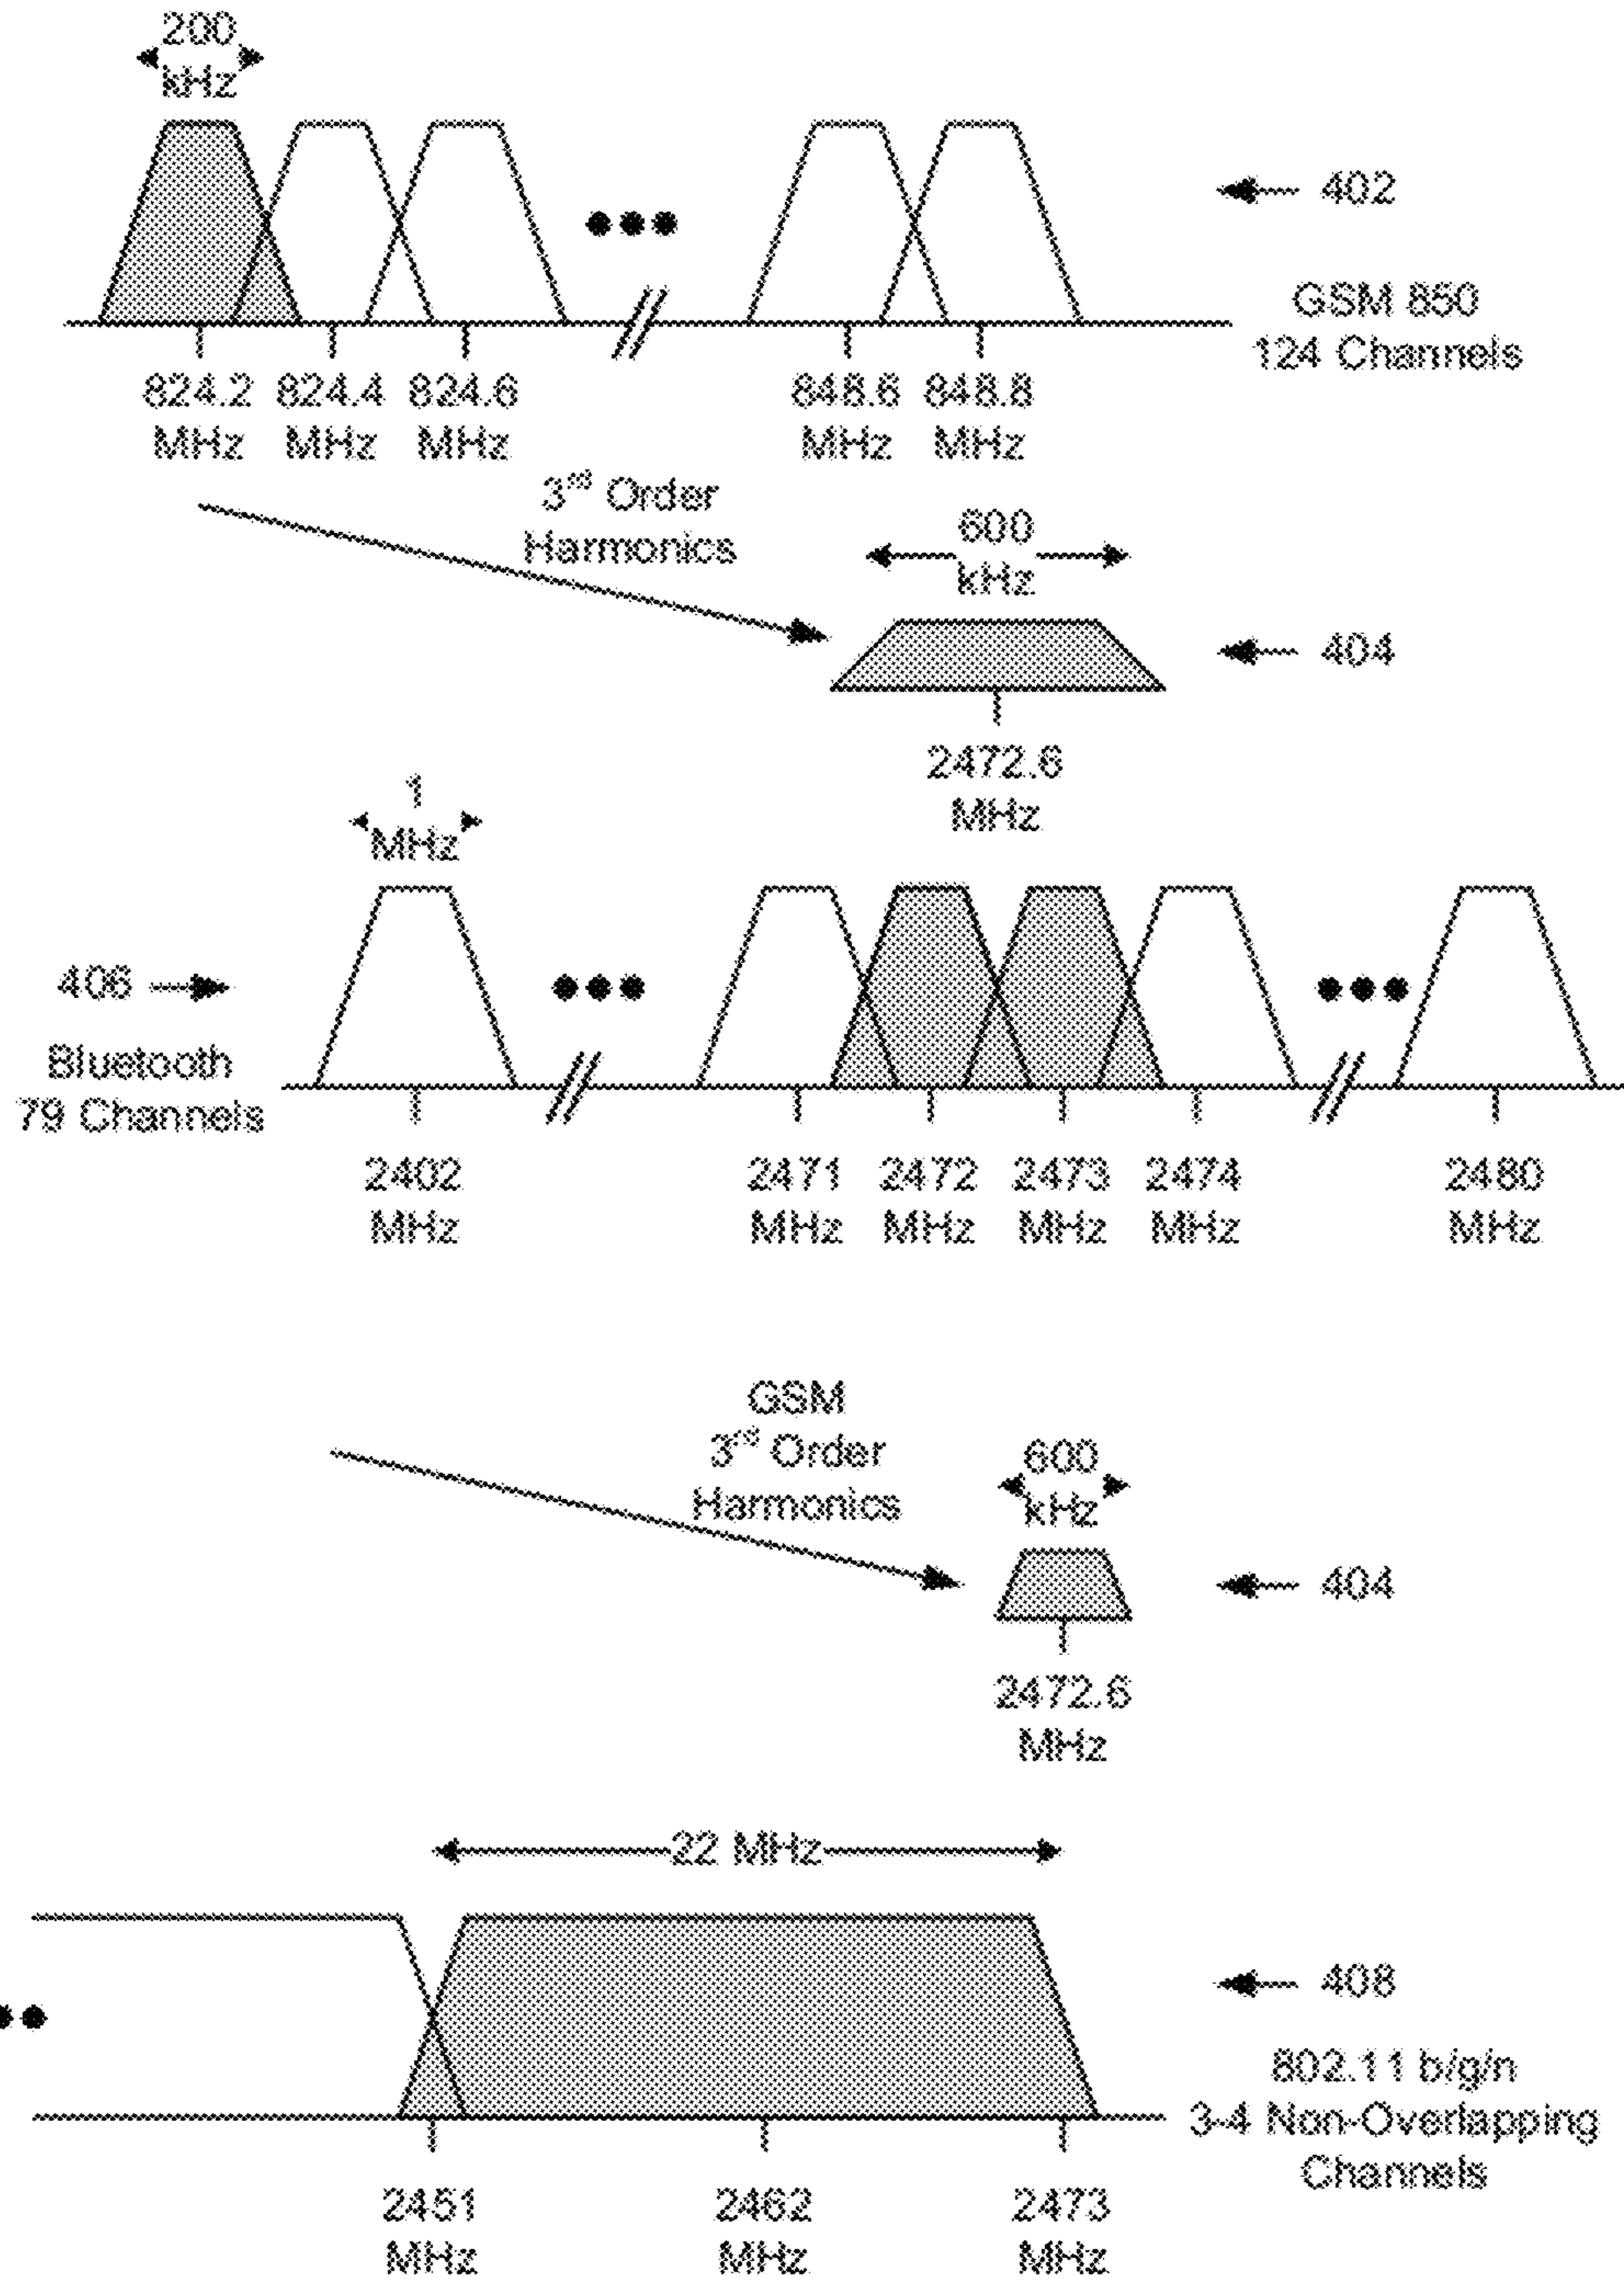 200
kHz
402
GSM 850
124 Channels
824.2 824.4 824.6 848.6 848.8
MHz MHz MHz MHz MHz
3rd Order
Harmonics
600
kHz
404
2472.6
MHz
1
MHz
406
Bluetooth
79 Channels
2402 2471 2472 2473 2474 2480
MHz MHz MHz MHz MHz MHz
GSM
3rd Order
Harmonics
600
kHz
404
2472.6
MHz
22 MHz
408
802.11 b/g/n
3-4 Non-Overlapping
Channels
2451 2462 2473
MHz MHz MHz